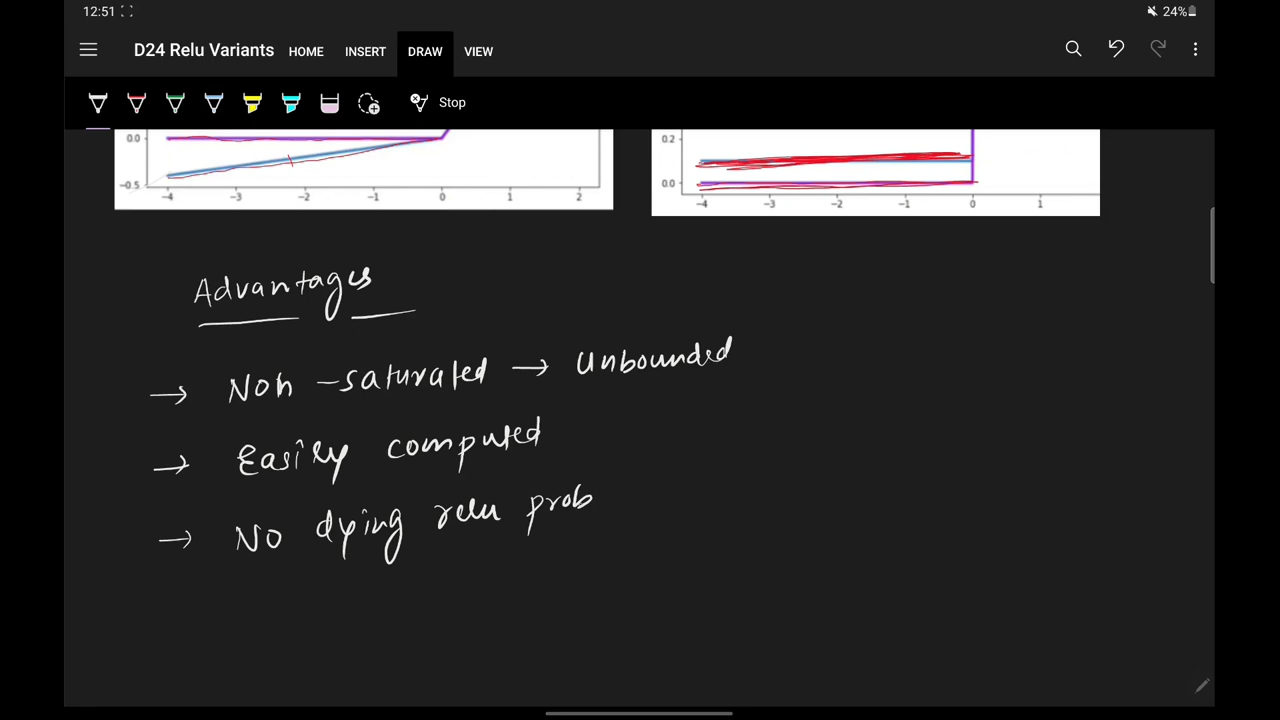 12:51 24%
D24 Relu Variants HOME INSERT DRAW VIEW
Stop
0.0
-0.5
-4 -3 -2 -1 0 1 2
0.2
0.0
-4 -3 -2 -1 0 1
Advantages
→ Non - saturated → Unbounded
→ Easily computed
→ No dying relu prob